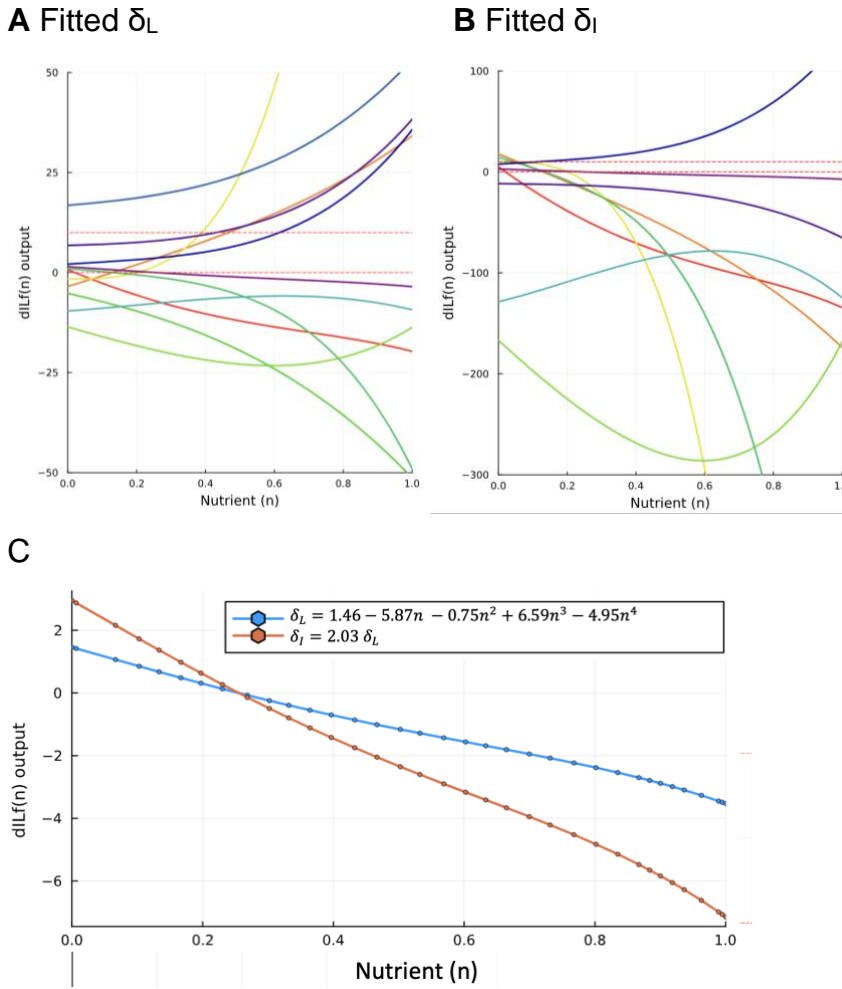 A Fitted δL
B Fitted δI
50
25
0
−25
−50
dILf(n) output
0.0 0.2 0.4 0.6 0.8 1.0
Nutrient (n)
100
0
−100
−200
−300
dILf(n) output
0.0 0.2 0.4 0.6 0.8 1.
Nutrient (n)
C
δL = 1.46 − 5.87n − 0.75n² + 6.59n³ − 4.95n⁴
δI = 2.03 δL
2
0
−2
−4
−6
dILf(n) output
0.0 0.2 0.4 0.6 0.8 1.0
Nutrient (n)